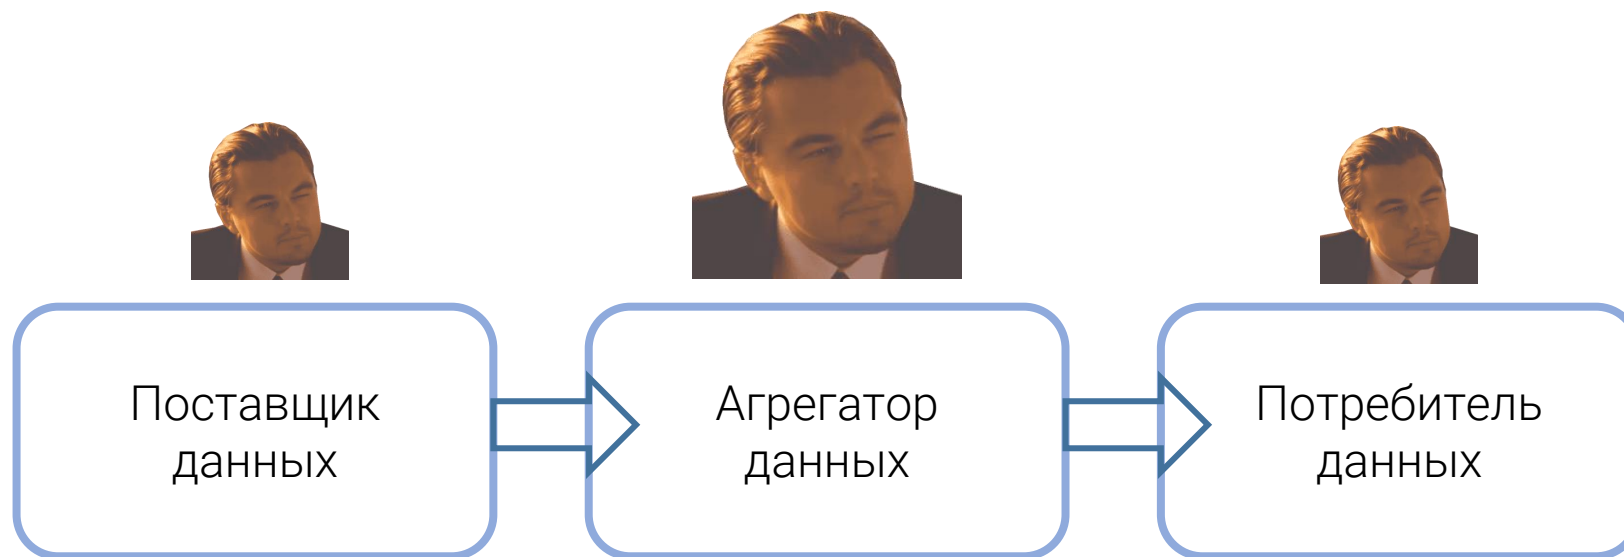 Поставщик
данных
Агрегатор
данных
Потребитель
данных